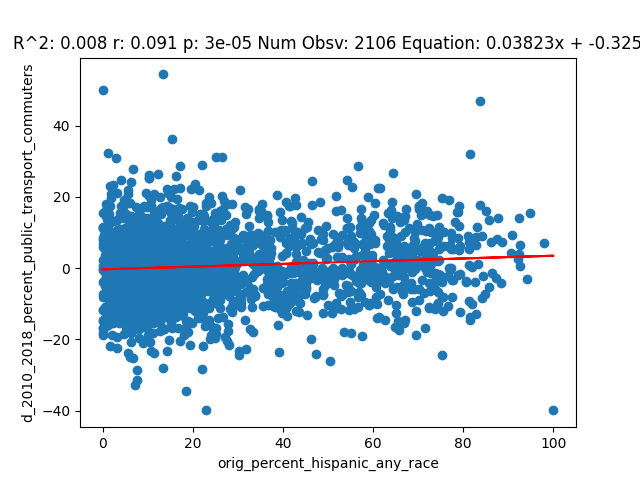 R^2: 0.008 r: 0.091 p: 3e-05 Num Obsv: 2106 Equation: 0.03823x + -0.325
d_2010_2018_percent_public_transport_commuters
40
20
0
−20
−40
0 20 40 60 80 100
orig_percent_hispanic_any_race